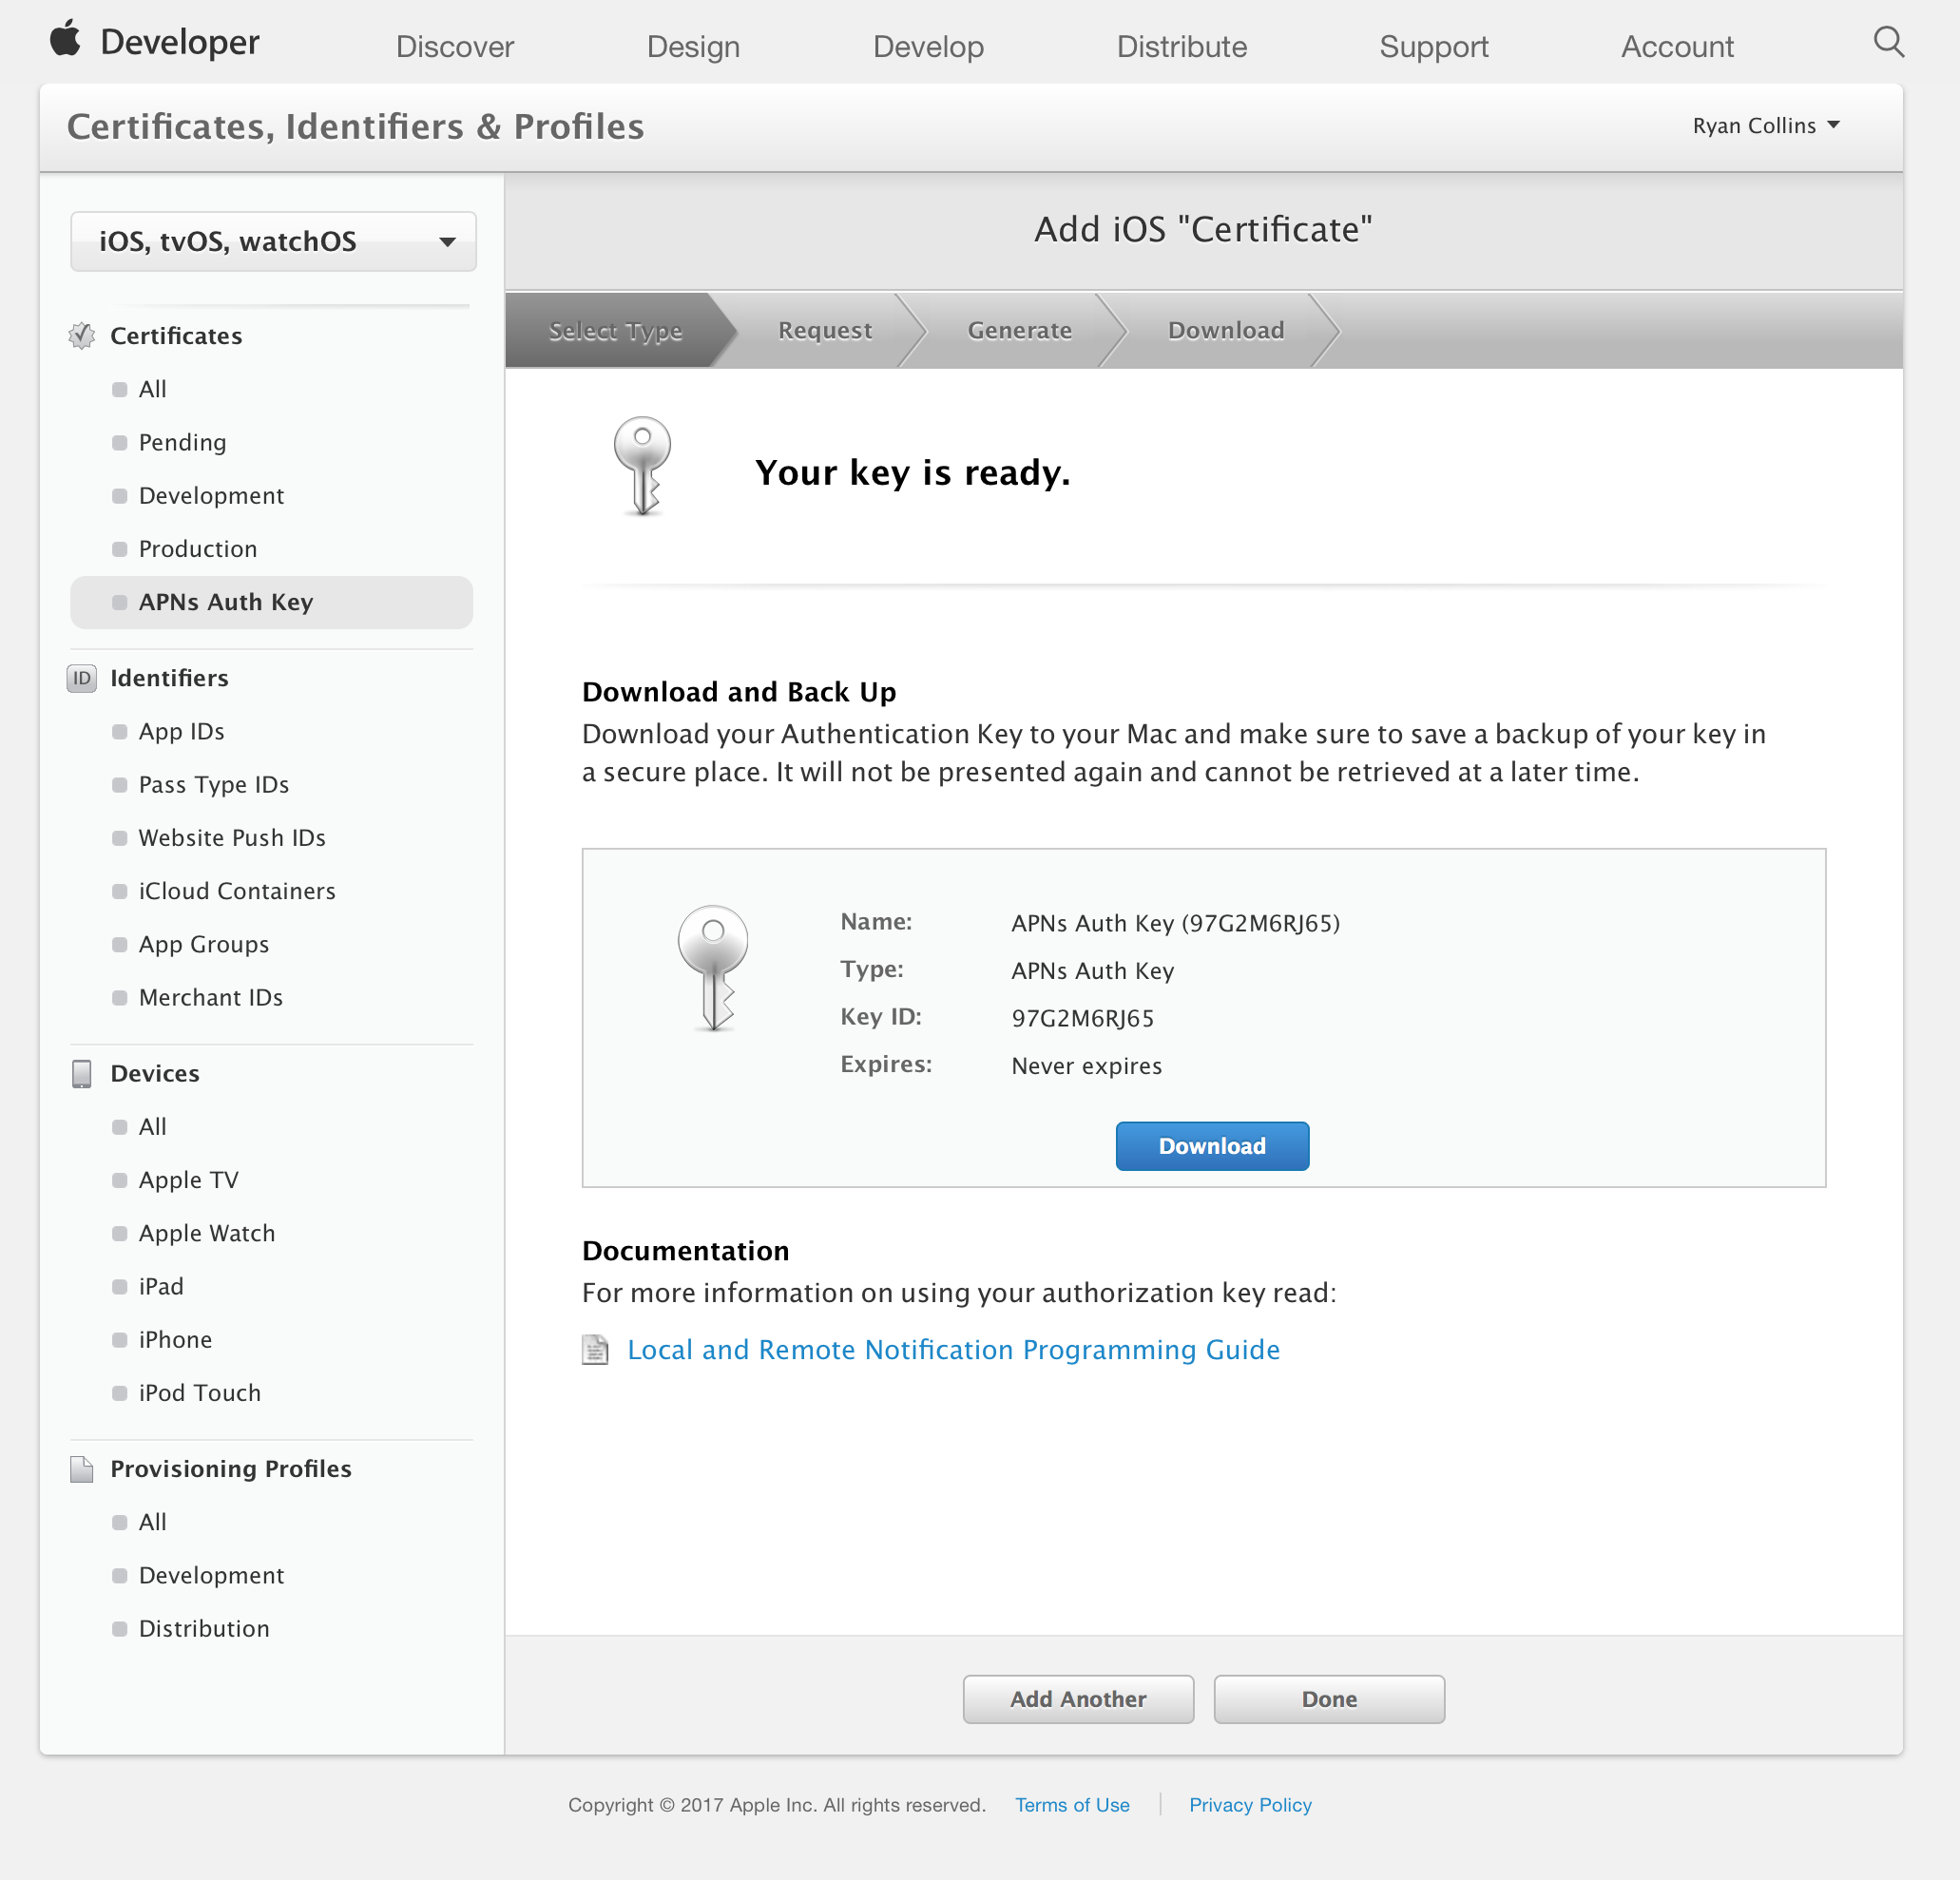 Developer
Discover
Design
Develop
Distribute
Support
Account
Certificates, Identifiers & Profiles
Ryan Collins
iOS, tvOS, watchOS
Certificates
All
Pending
Development
Production
APNs Auth Key
ID Identifiers
App IDs
Pass Type IDs
Website Push IDs
iCloud Containers
App Groups
Merchant IDs
Devices
All
Apple TV
Apple Watch
iPad
iPhone
iPod Touch
Provisioning Profiles
All
Development
Distribution
Add iOS "Certificate"
Select Type
Request
Generate
Download
Your key is ready.
Download and Back Up
Download your Authentication Key to your Mac and make sure to save a backup of your key in
a secure place. It will not be presented again and cannot be retrieved at a later time.
Name: APNs Auth Key (97G2M6RJ65)
Type: APNs Auth Key
Key ID: 97G2M6RJ65
Expires: Never expires
Download
Documentation
For more information on using your authorization key read:
Local and Remote Notification Programming Guide
Add Another
Done
Copyright © 2017 Apple Inc. All rights reserved. Terms of Use Privacy Policy